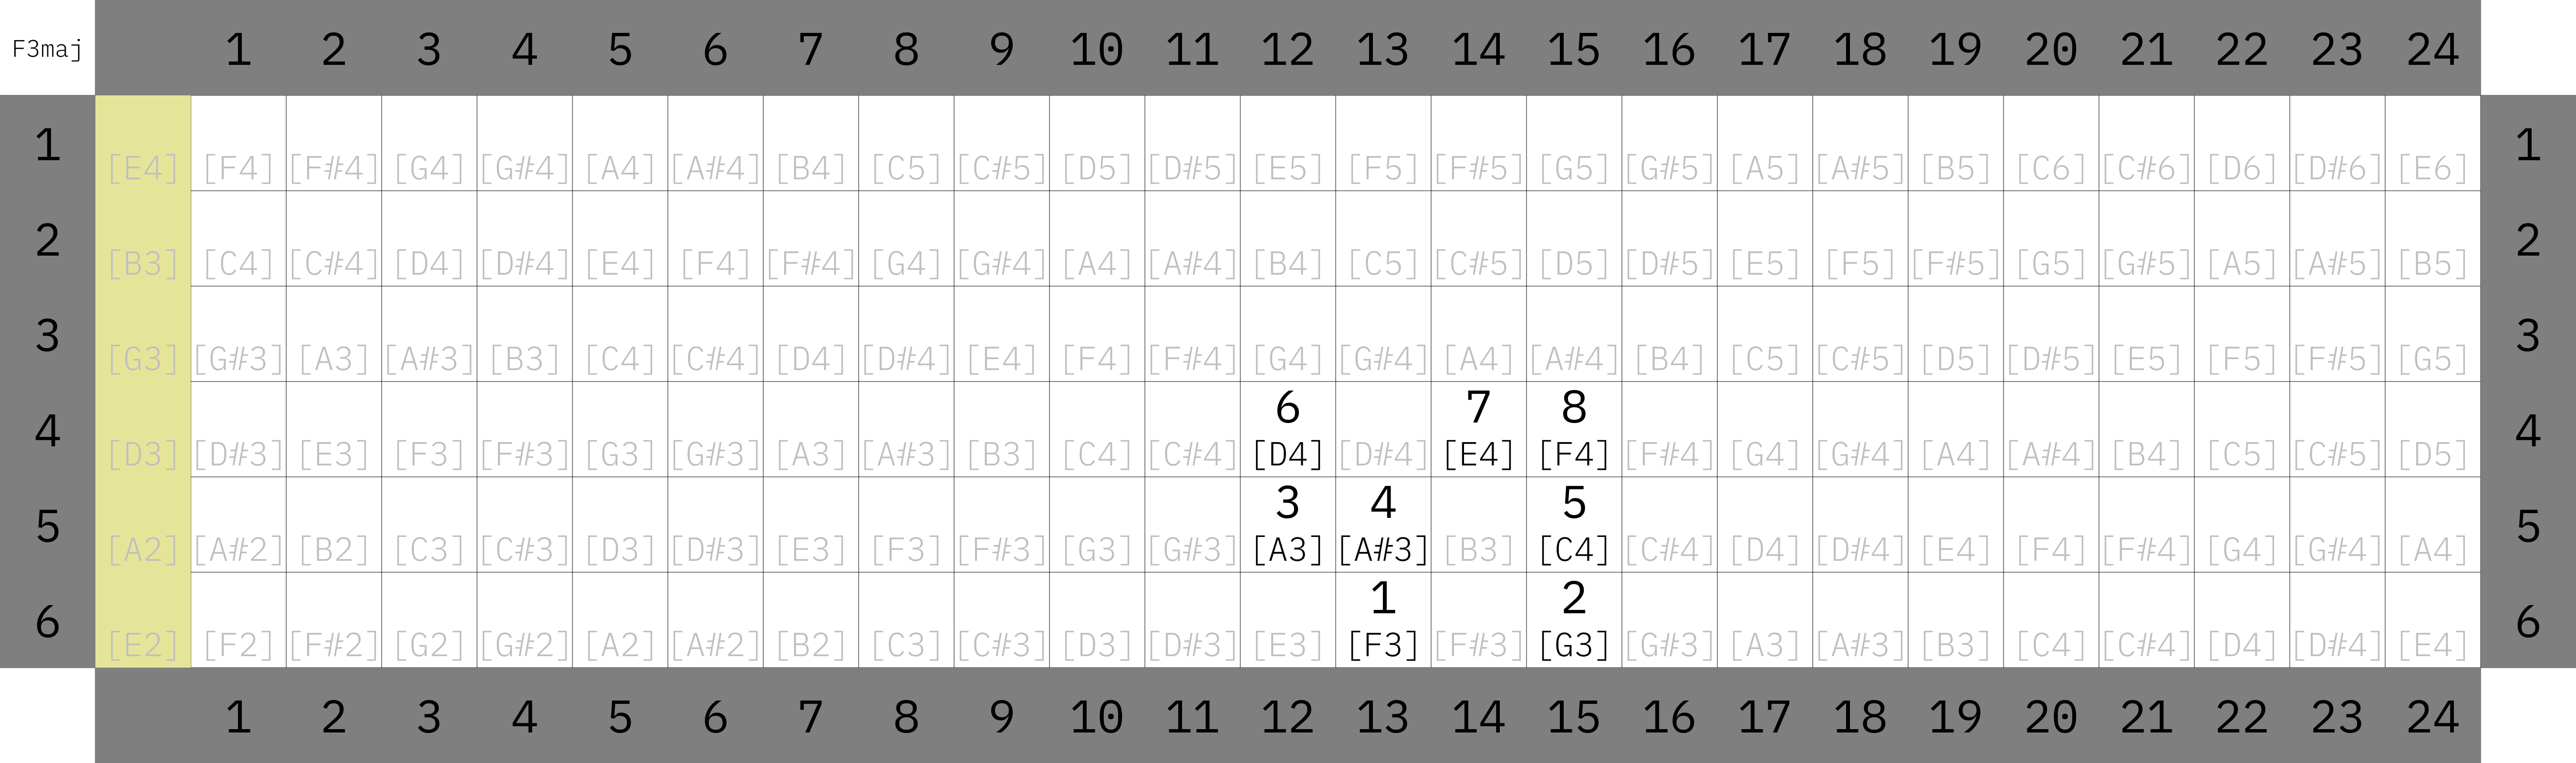 F3maj 1 2 3 4 5 6 7 8 9 10 11 12 13 14 15 16 17 18 19 20 21 22 23 24
1 [E4] [F4] [F#4] [G4] [G#4] [A4] [A#4] [B4] [C5] [C#5] [D5] [D#5] [E5] [F5] [F#5] [G5] [G#5] [A5] [A#5] [B5] [C6] [C#6] [D6] [D#6] [E6] 1
2 [B3] [C4] [C#4] [D4] [D#4] [E4] [F4] [F#4] [G4] [G#4] [A4] [A#4] [B4] [C5] [C#5] [D5] [D#5] [E5] [F5] [F#5] [G5] [G#5] [A5] [A#5] [B5] 2
3 [G3] [G#3] [A3] [A#3] [B3] [C4] [C#4] [D4] [D#4] [E4] [F4] [F#4] [G4] [G#4] [A4] [A#4] [B4] [C5] [C#5] [D5] [D#5] [E5] [F5] [F#5] [G5] 3
6 7 8
4 [D3] [D#3] [E3] [F3] [F#3] [G3] [G#3] [A3] [A#3] [B3] [C4] [C#4] [D4] [D#4] [E4] [F4] [F#4] [G4] [G#4] [A4] [A#4] [B4] [C5] [C#5] [D5] 4
3 4 5
5 [A2] [A#2] [B2] [C3] [C#3] [D3] [D#3] [E3] [F3] [F#3] [G3] [G#3] [A3] [A#3] [B3] [C4] [C#4] [D4] [D#4] [E4] [F4] [F#4] [G4] [G#4] [A4] 5
1 2
6 [E2] [F2] [F#2] [G2] [G#2] [A2] [A#2] [B2] [C3] [C#3] [D3] [D#3] [E3] [F3] [F#3] [G3] [G#3] [A3] [A#3] [B3] [C4] [C#4] [D4] [D#4] [E4] 6
1 2 3 4 5 6 7 8 9 10 11 12 13 14 15 16 17 18 19 20 21 22 23 24